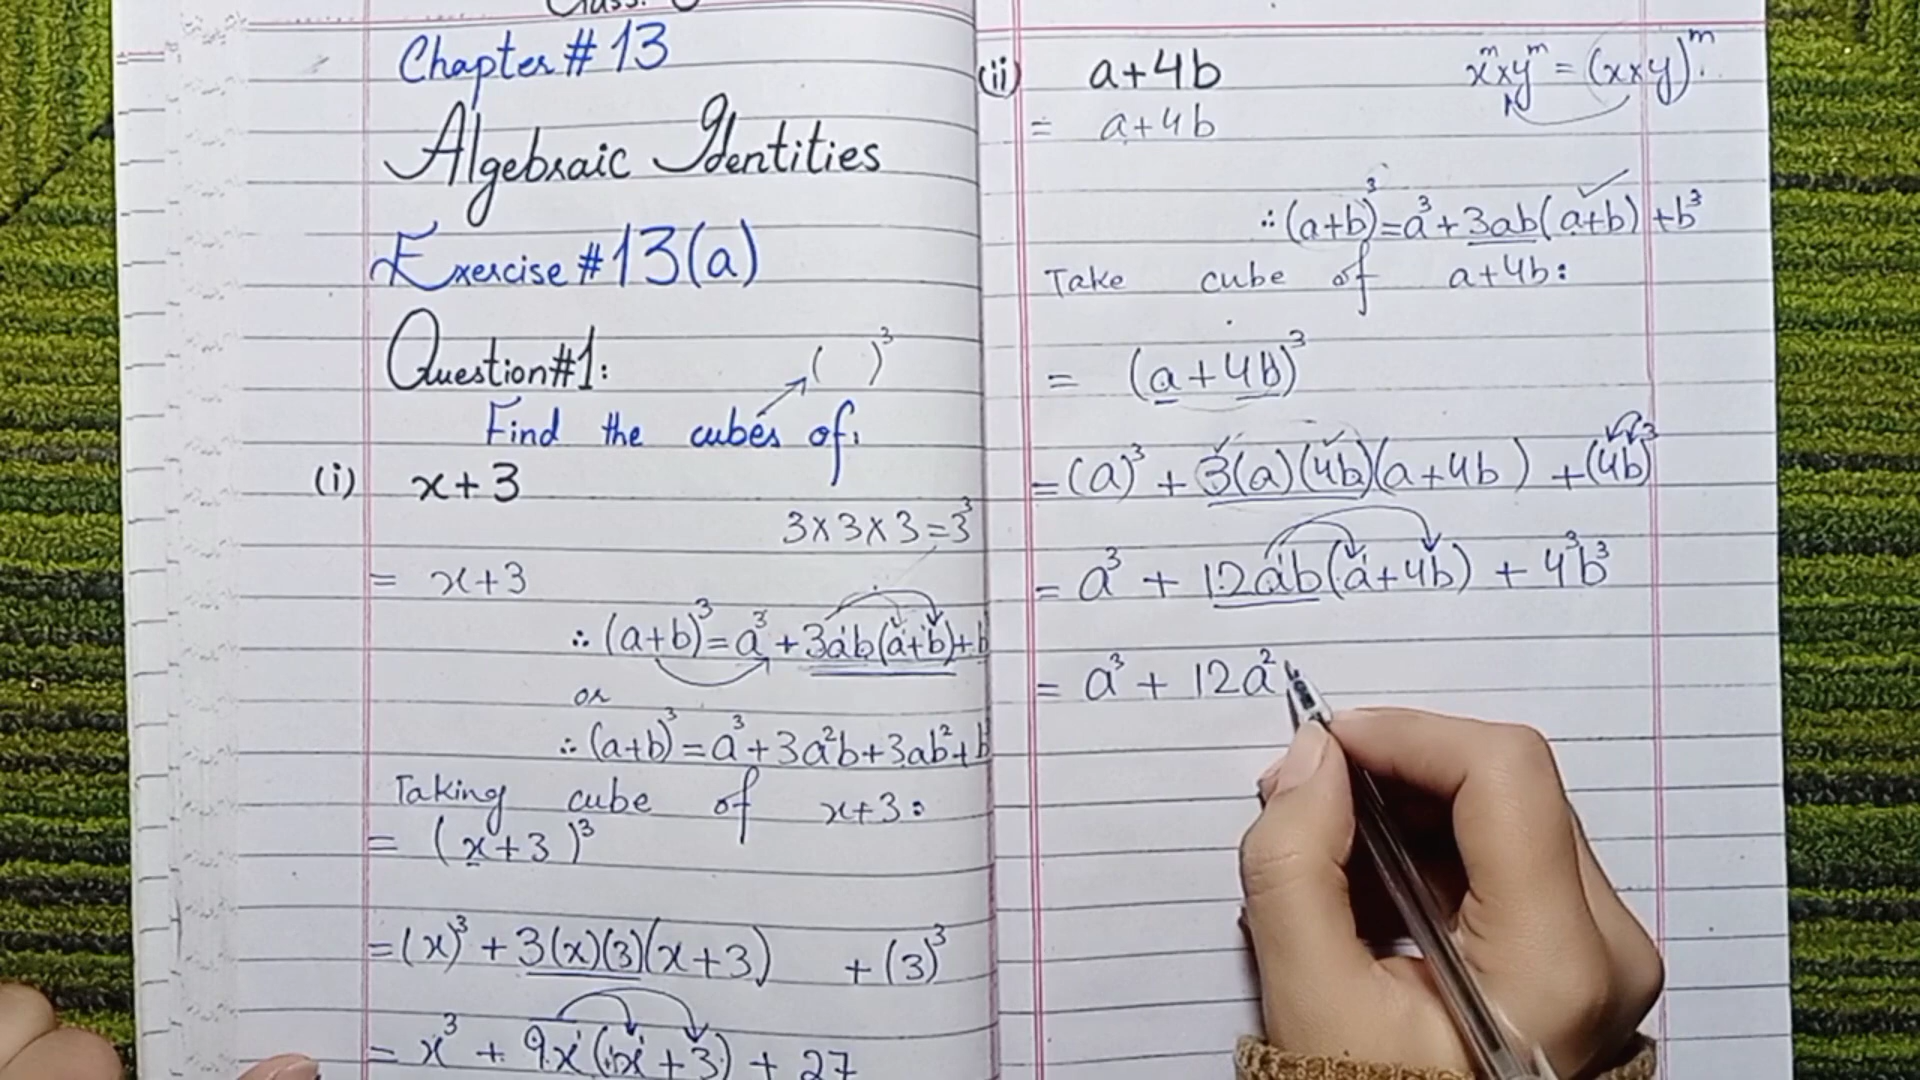 Chapter # 13
Algebraic Identities
Exercise # 13(a)
Question#1: ( )³
Find the cubes of:
(i) x+3
3×3×3=3³
= x+3
∴ (a+b)³=a³+3ab(a+b)+b
or
∴ (a+b)³=a³+3a²b+3ab²+b
Taking cube of x+3:
= (x+3)³
=(x)³+3(x)(3)(x+3) +(3)³
= x³ + 9x(x+3) + 27
(ii) a+4b xᵐ×yᵐ = (x×y)ᵐ
= a+4b
∴(a+b)³=a³+3ab(a+b)+b³
Take cube of a+4b:
= (a+4b)³
=(a)³ + 3(a)(4b)(a+4b) +(4b)³
= a³ + 12ab(a+4b) + 4³b³
= a³ + 12a²